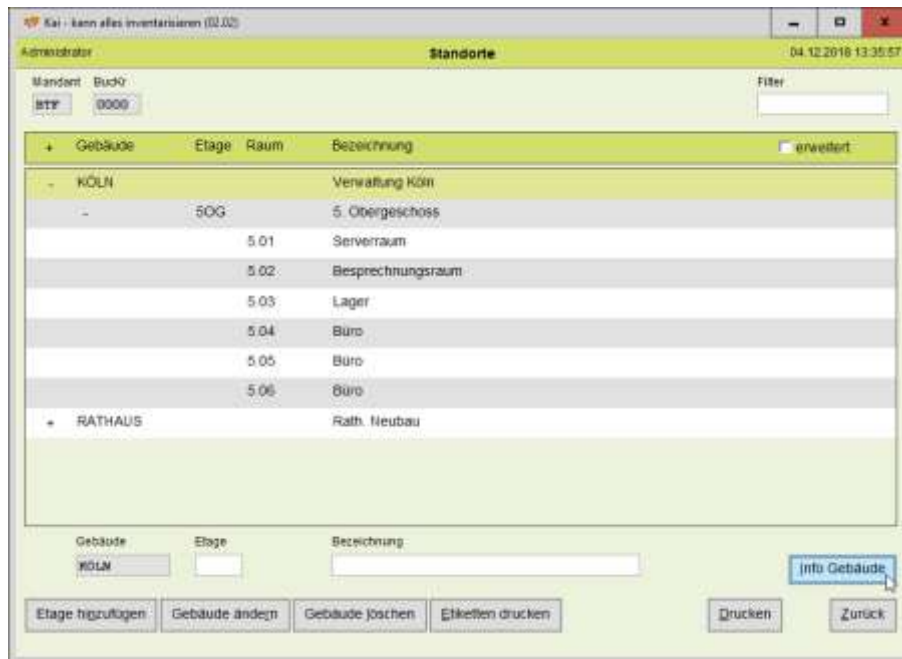 Kai - kann alles inventarisieren (02.02)
Administrator Standorte 04.12.2018 13:35:57
Mandant BucKr Filter
BTF 0000
+ Gebäude Etage Raum Bezeichnung erweitert
- KÖLN Verwaltung Köln
- 5OG 5. Obergeschoss
5.01 Serverraum
5.02 Besprechnungsraum
5.03 Lager
5.04 Büro
5.05 Büro
5.06 Büro
+ RATHAUS Rath. Neubau
Gebäude Etage Bezeichnung
KÖLN Info Gebäude
Etage hinzufügen Gebäude ändern Gebäude löschen Etiketten drucken Drucken Zurück